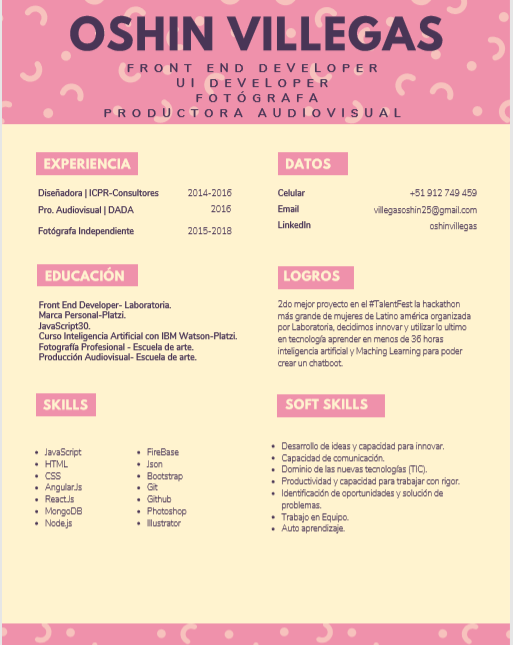 OSHIN VILLEGAS
FRONT END DEVELOPER
UI DEVELOPER
FOTÓGRAFA
PRODUCTORA AUDIOVISUAL
EXPERIENCIA
Diseñadora | ICPR-Consultores 2014-2016
Pro. Audiovisual | DADA 2016
Fotógrafa Independiente 2015-2018
DATOS
Celular +51 912 749 459
Email villegasoshin25@gmail.com
LinkedIn oshinvillegas
EDUCACIÓN
Front End Developer- Laboratoria.
Marca Personal-Platzi.
JavaScript30.
Curso Inteligencia Artificial con IBM Watson-Platzi.
Fotografía Profesional - Escuela de arte.
Producción Audiovisual- Escuela de arte.
LOGROS
2do mejor proyecto en el #TalentFest la hackathon
más grande de mujeres de Latino américa organizada
por Laboratoria, decidimos innovar y utilizar lo ultimo
en tecnología aprender en menos de 36 horas
inteligencia artificial y Maching Learning para poder
crear un chatboot.
SKILLS
JavaScript
HTML
CSS
AngularJs
ReactJs
MongoDB
Node,js
FireBase
Json
Bootstrap
Git
Github
Photoshop
Illustrator
SOFT SKILLS
Desarrollo de ideas y capacidad para innovar.
Capacidad de comunicación.
Dominio de las nuevas tecnologías (TIC).
Productividad y capacidad para trabajar con rigor.
Identificación de oportunidades y solución de
problemas.
Trabajo en Equipo.
Auto aprendizaje.